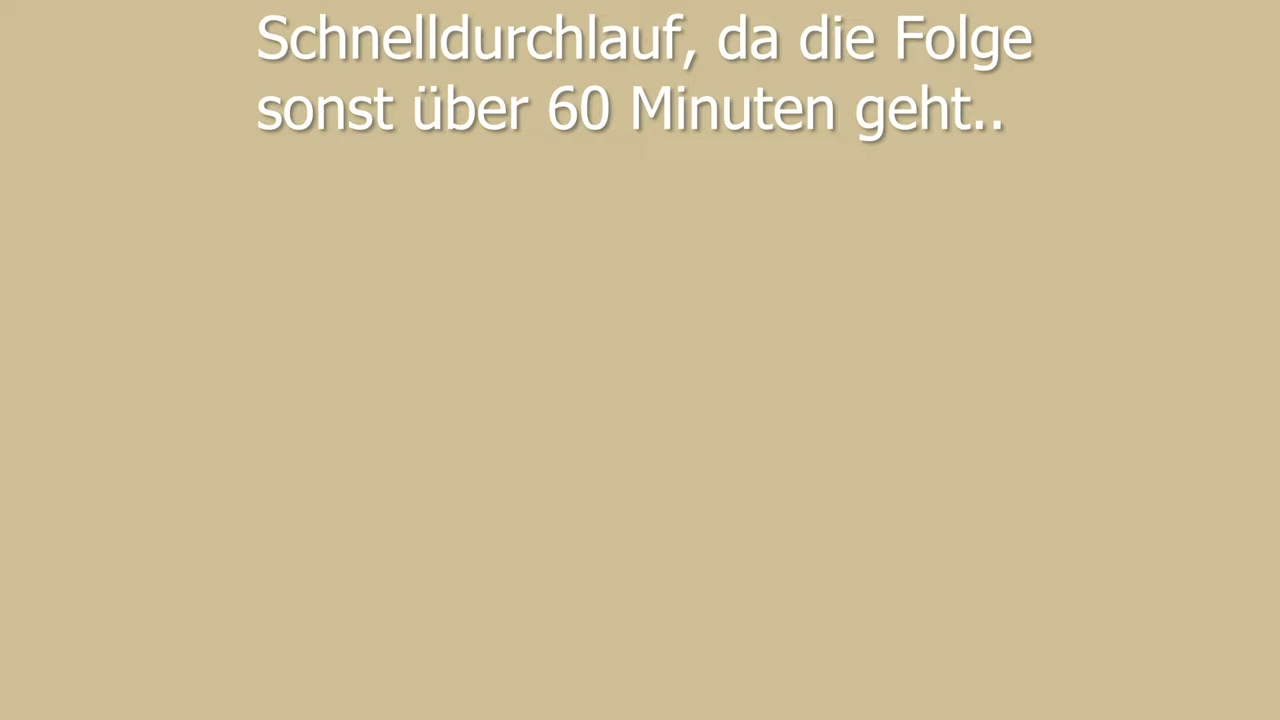 Schnelldurchlauf, da die Folge
sonst über 60 Minuten geht..